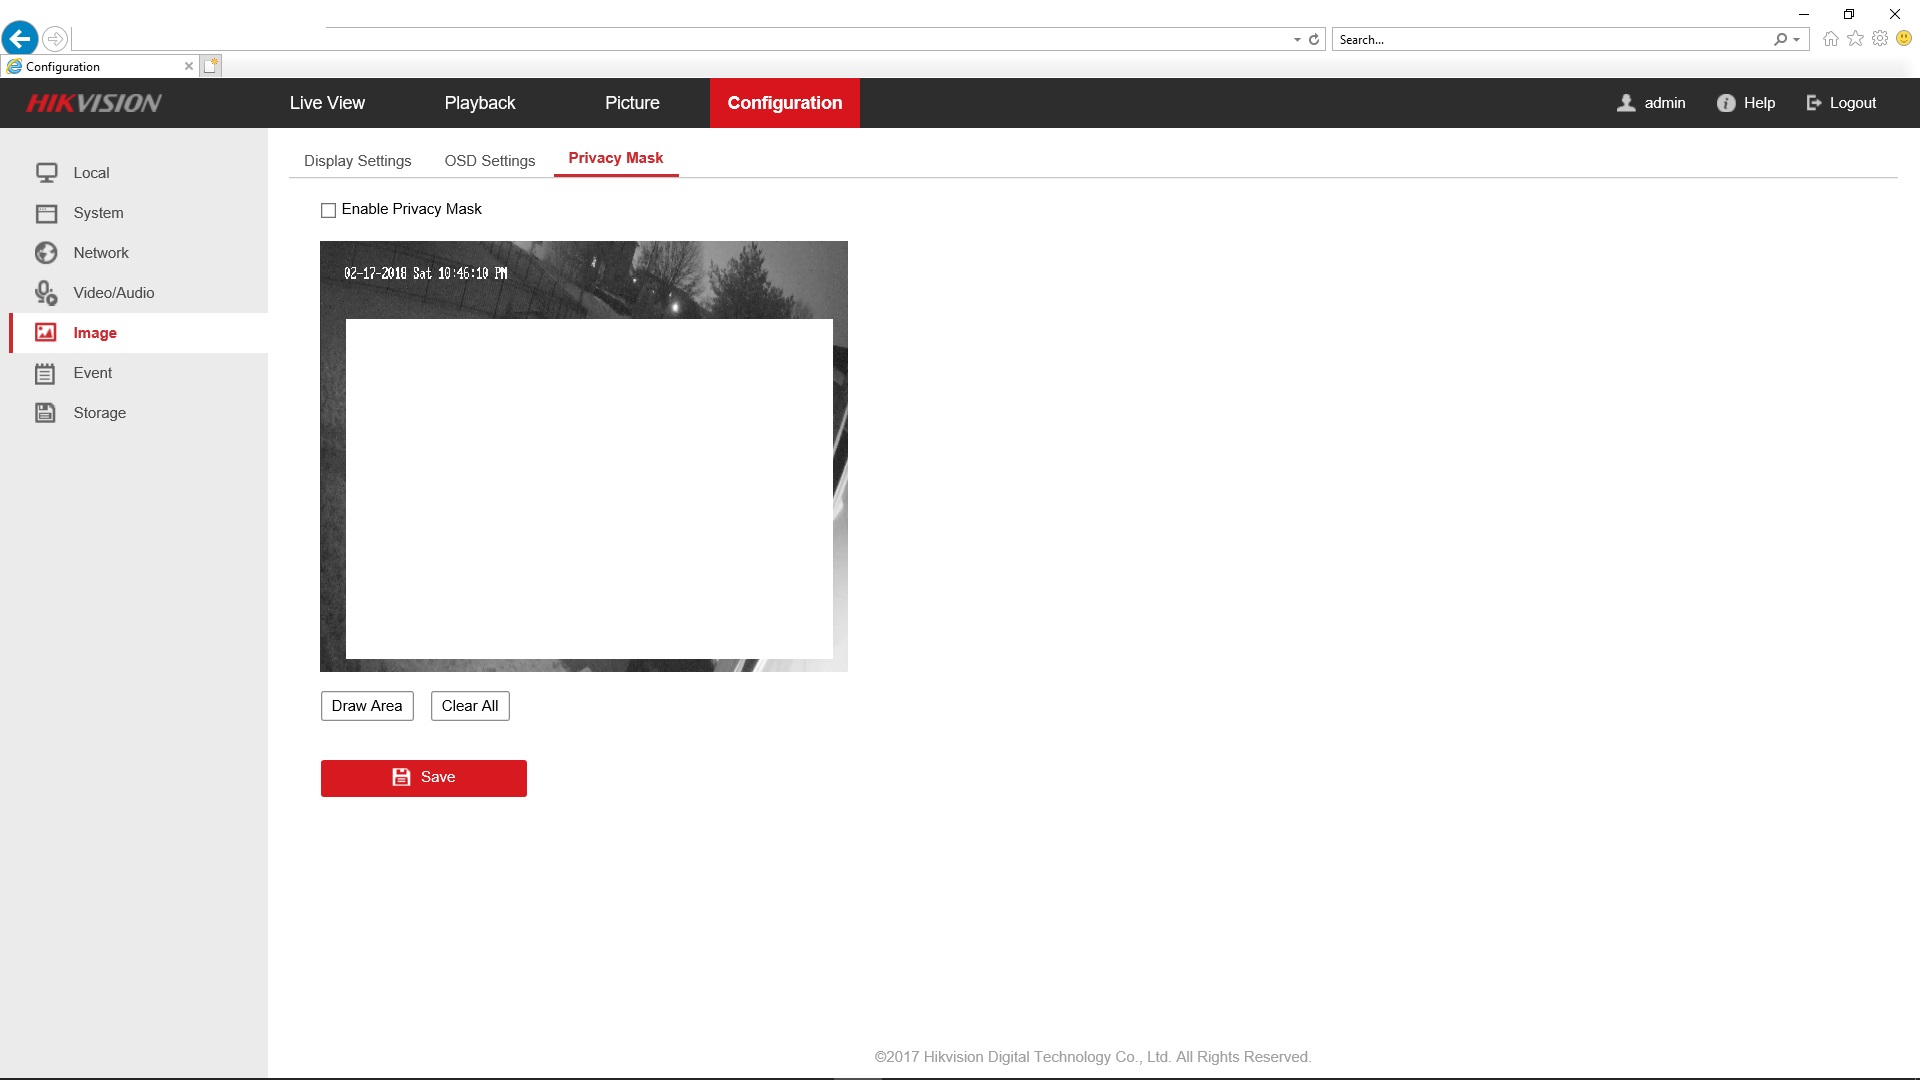 Search...
Configuration
HIKVISION
Live View
Playback
Picture
Configuration
admin
Help
Logout
Local
System
Network
Video/Audio
Image
Event
Storage
Display Settings
OSD Settings
Privacy Mask
Enable Privacy Mask
02-17-2018 Sat 10:46:10 PM
Draw Area
Clear All
Save
©2017 Hikvision Digital Technology Co., Ltd. All Rights Reserved.